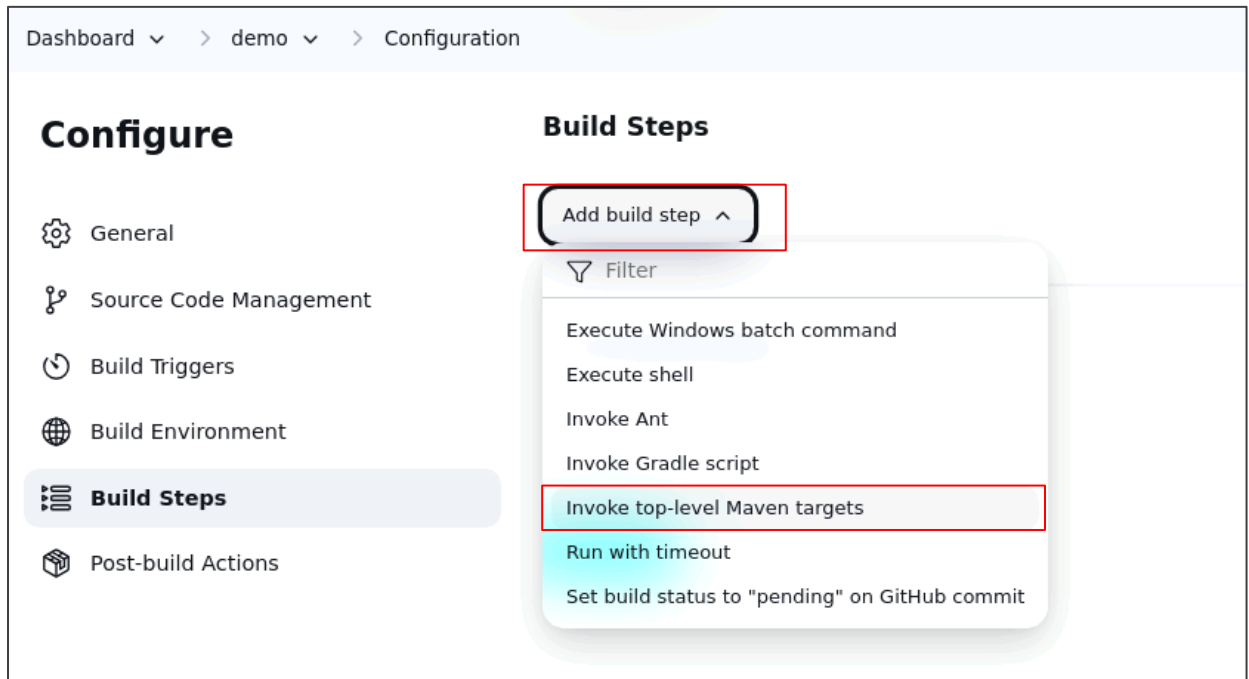 Dashboard > demo > Configuration
Configure
General
Source Code Management
Build Triggers
Build Environment
Build Steps
Post-build Actions
Build Steps
Add build step
Filter
Execute Windows batch command
Execute shell
Invoke Ant
Invoke Gradle script
Invoke top-level Maven targets
Run with timeout
Set build status to "pending" on GitHub commit